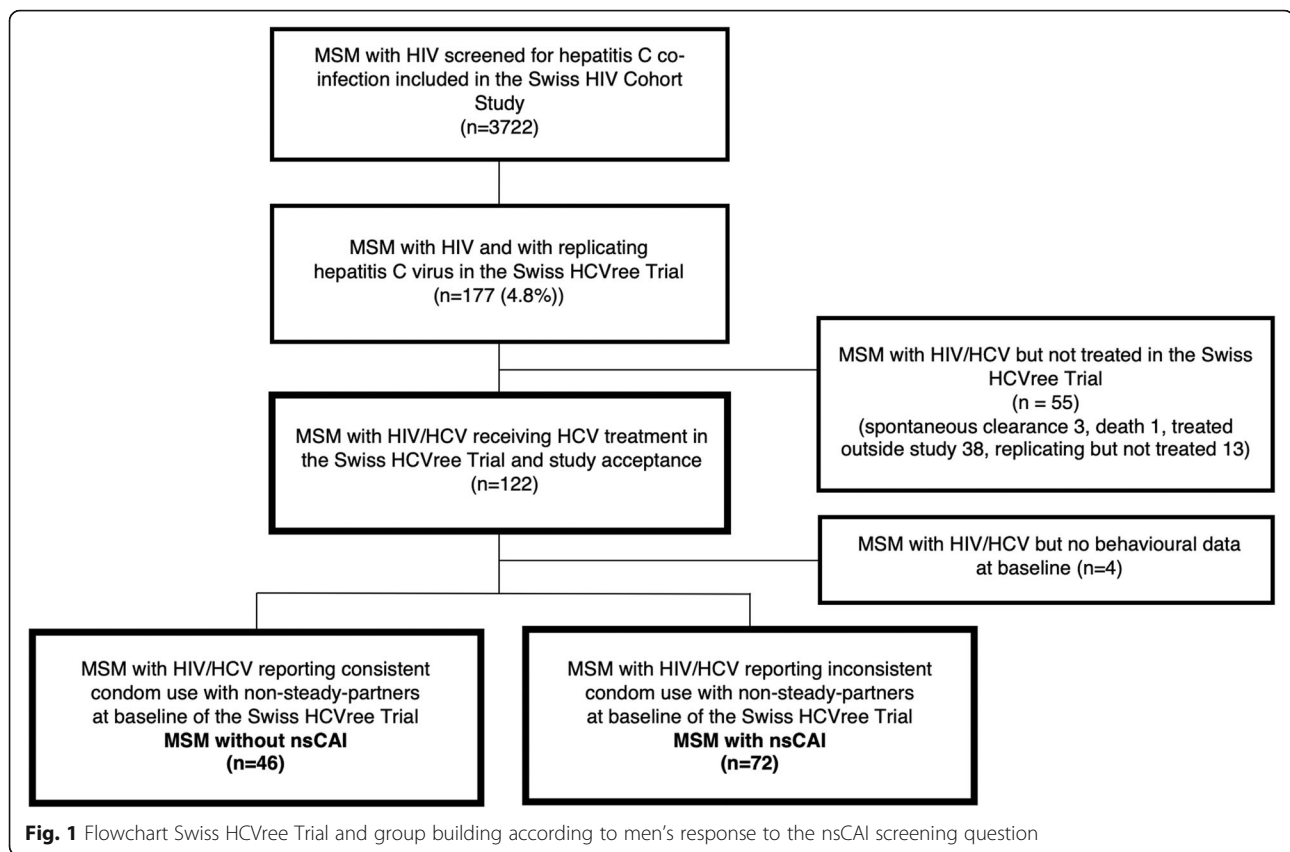 MSM with HIV screened for hepatitis C co-
infection included in the Swiss HIV Cohort
Study
(n=3722)
MSM with HIV and with replicating
hepatitis C virus in the Swiss HCVree Trial
(n=177 (4.8%))
MSM with HIV/HCV but not treated in the Swiss
HCVree Trial
(n = 55)
(spontaneous clearance 3, death 1, treated
outside study 38, replicating but not treated 13)
MSM with HIV/HCV receiving HCV treatment in
the Swiss HCVree Trial and study acceptance
(n=122)
MSM with HIV/HCV but no behavioural data
at baseline (n=4)
MSM with HIV/HCV reporting consistent
condom use with non-steady-partners
at baseline of the Swiss HCVree Trial
MSM without nsCAI
(n=46)
MSM with HIV/HCV reporting inconsistent
condom use with non-steady-partners
at baseline of the Swiss HCVree Trial
MSM with nsCAI
(n=72)
Fig. 1 Flowchart Swiss HCVree Trial and group building according to men's response to the nsCAI screening question